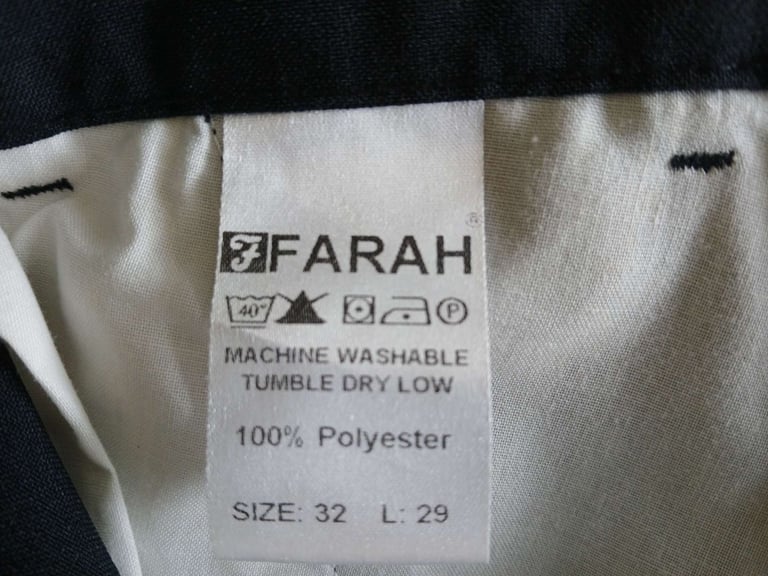 ®
F FARAH
40° P
MACHINE WASHABLE
TUMBLE DRY LOW
100% Polyester
SIZE: 32 L: 29